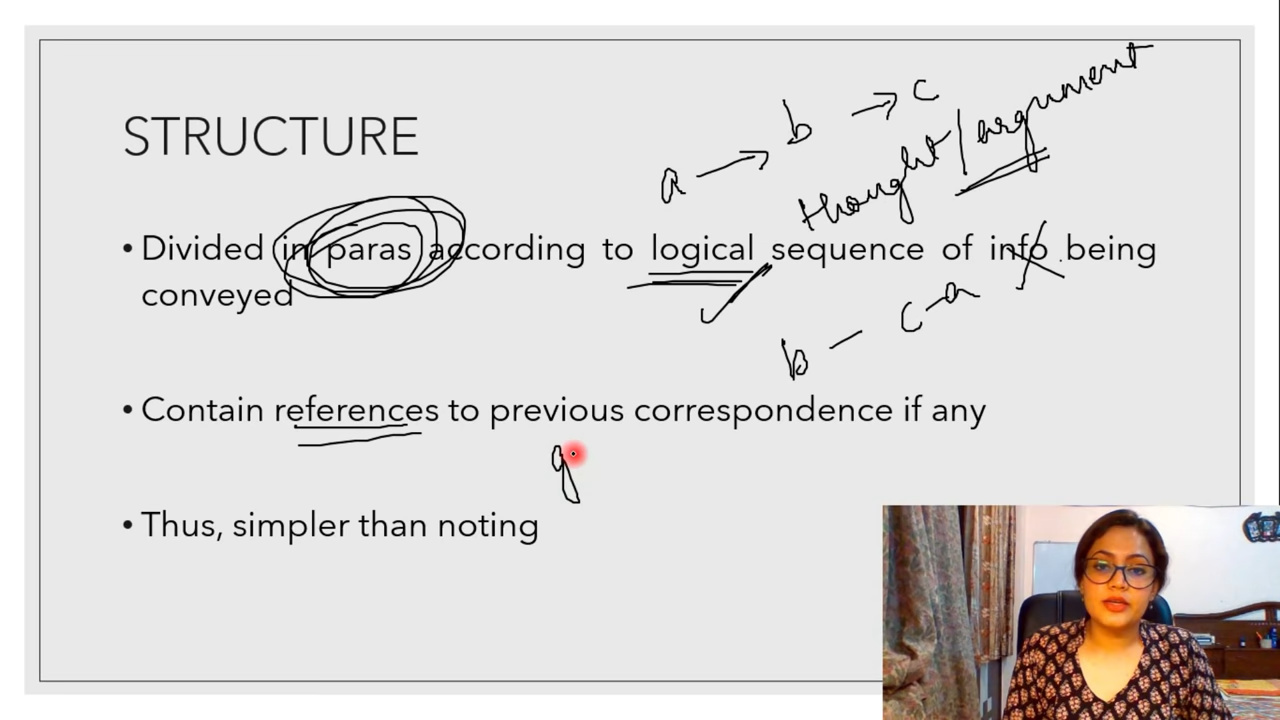 STRUCTURE
a → b → c
thought/argument
• Divided in paras according to logical sequence of info being
conveyed
b – c – a
• Contain references to previous correspondence if any
g
• Thus, simpler than noting